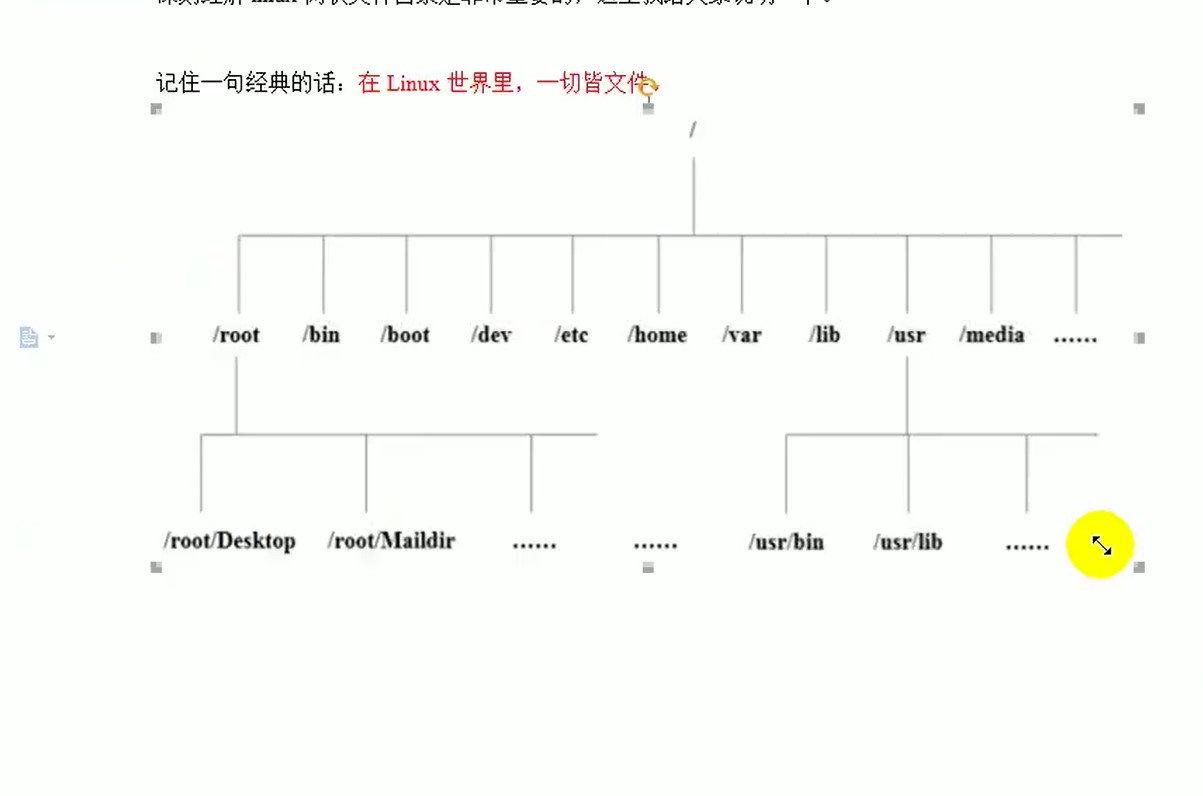 记住一句经典的话：在 Linux 世界里，一切皆文件
/
/root /bin /boot /dev /etc /home /var /lib /usr /media ……
/root/Desktop /root/Maildir …… …… /usr/bin /usr/lib ……